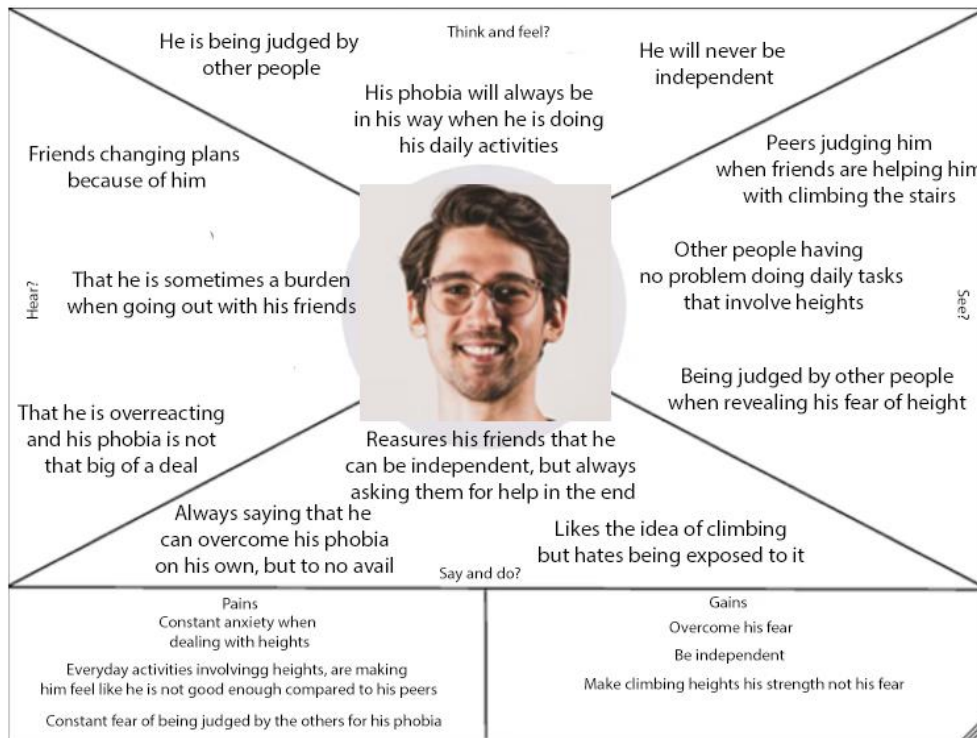 Think and feel?
He is being judged by
other people
His phobia will always be
in his way when he is doing
his daily activities
He will never be
independent
Hear?
Friends changing plans
because of him
That he is sometimes a burden
when going out with his friends
That he is overreacting
and his phobia is not
that big of a deal
See?
Peers judging him
when friends are helping him
with climbing the stairs
Other people having
no problem doing daily tasks
that involve heights
Being judged by other people
when revealing his fear of height
Reasures his friends that he
can be independent, but always
asking them for help in the end
Always saying that he
can overcome his phobia
on his own, but to no avail
Likes the idea of climbing
but hates being exposed to it
Say and do?
Pains
Constant anxiety when
dealing with heights
Everyday activities involvingg heights, are making
him feel like he is not good enough compared to his peers
Constant fear of being judged by the others for his phobia
Gains
Overcome his fear
Be independent
Make climbing heights his strength not his fear